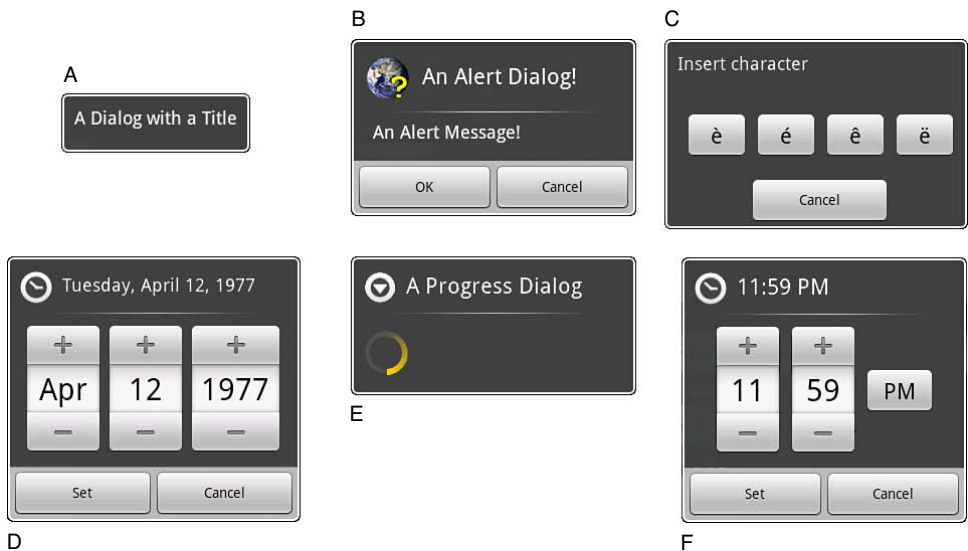 A
A Dialog with a Title
B
An Alert Dialog!
An Alert Message!
OK Cancel
C
Insert character
è é ê ë
Cancel
Tuesday, April 12, 1977
+ + +
Apr 12 1977
− − −
Set Cancel
D
A Progress Dialog
E
11:59 PM
+ +
11 59 PM
− −
Set Cancel
F